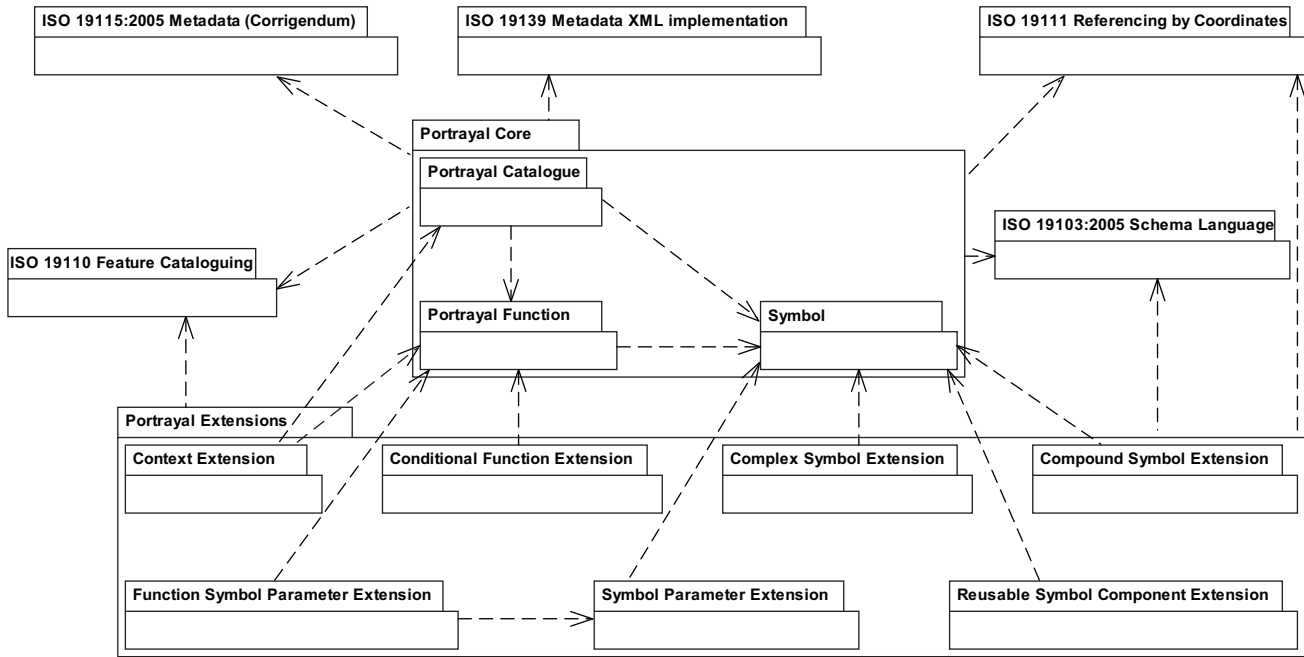 ISO 19115:2005 Metadata (Corrigendum)
ISO 19139 Metadata XML implementation
ISO 19111 Referencing by Coordinates
Portrayal Core
Portrayal Catalogue
ISO 19103:2005 Schema Language
ISO 19110 Feature Cataloguing
Portrayal Function
Symbol
Portrayal Extensions
Context Extension
Conditional Function Extension
Complex Symbol Extension
Compound Symbol Extension
Function Symbol Parameter Extension
Symbol Parameter Extension
Reusable Symbol Component Extension